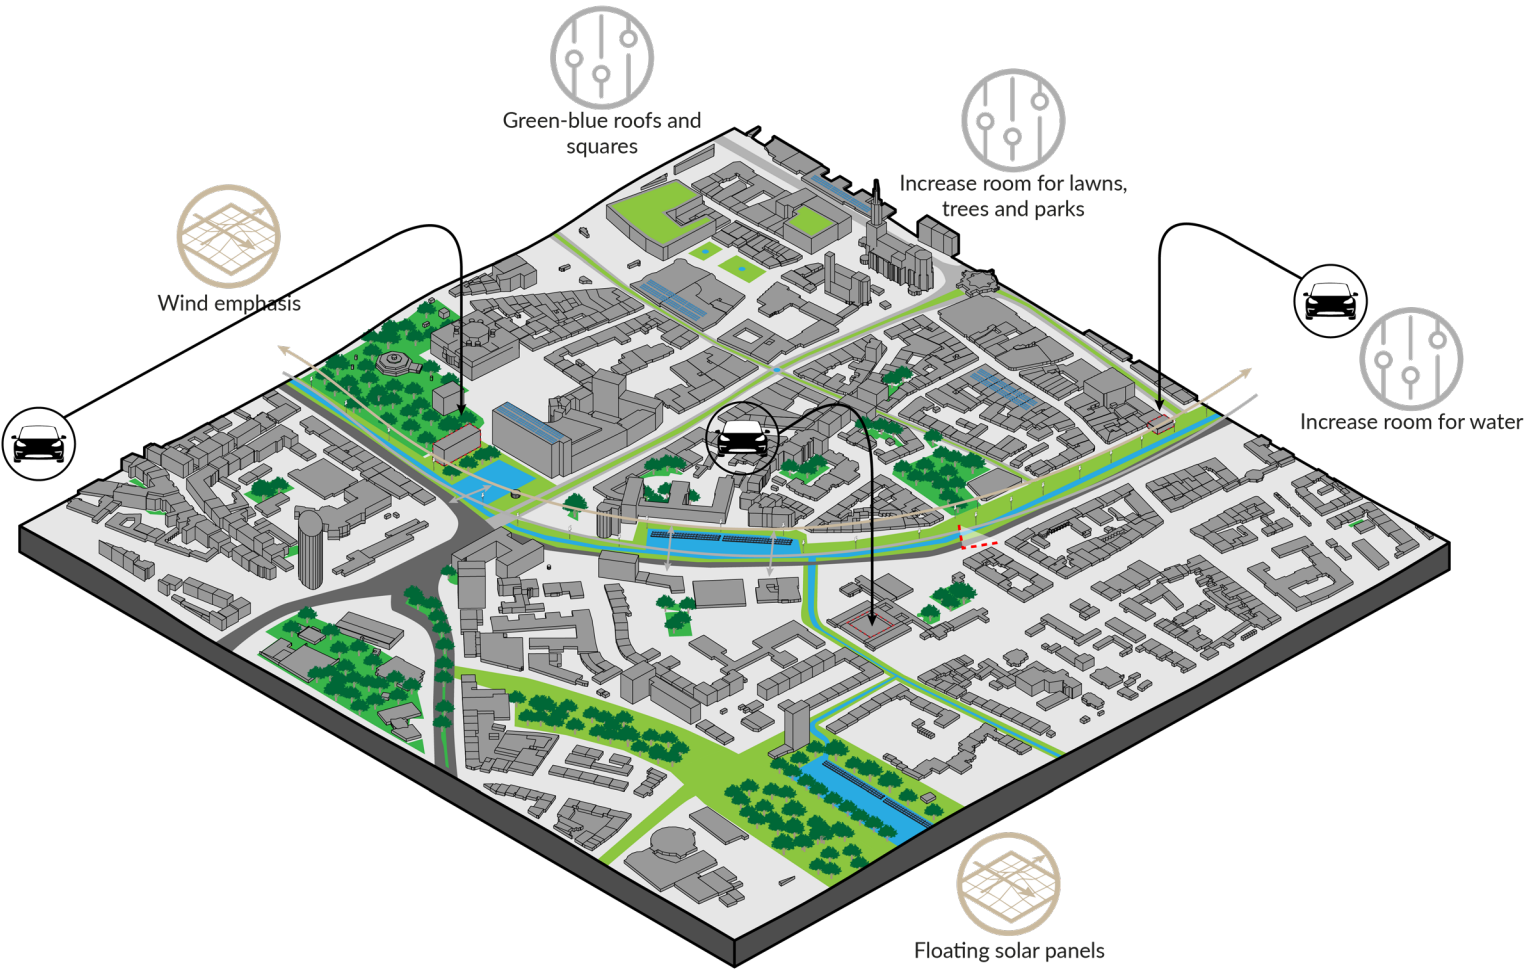 Green-blue roofs and
squares
Increase room for lawns,
trees and parks
Wind emphasis
Increase room for water
Floating solar panels